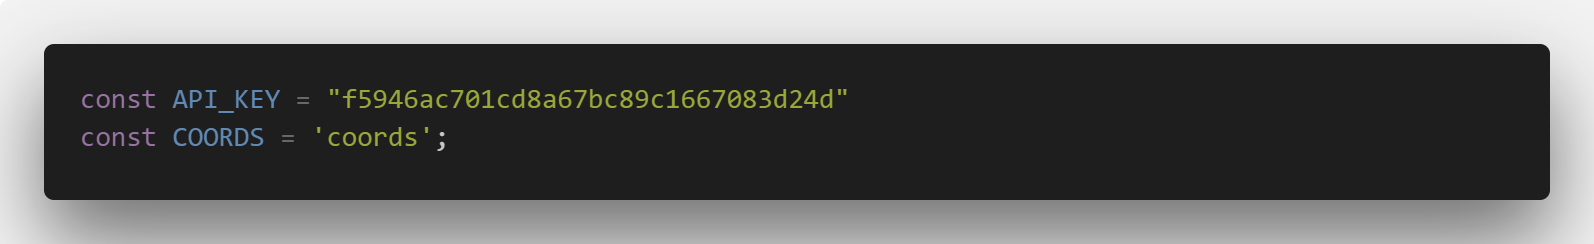 const API_KEY = "f5946ac701cd8a67bc89c1667083d24d"
const COORDS = 'coords';